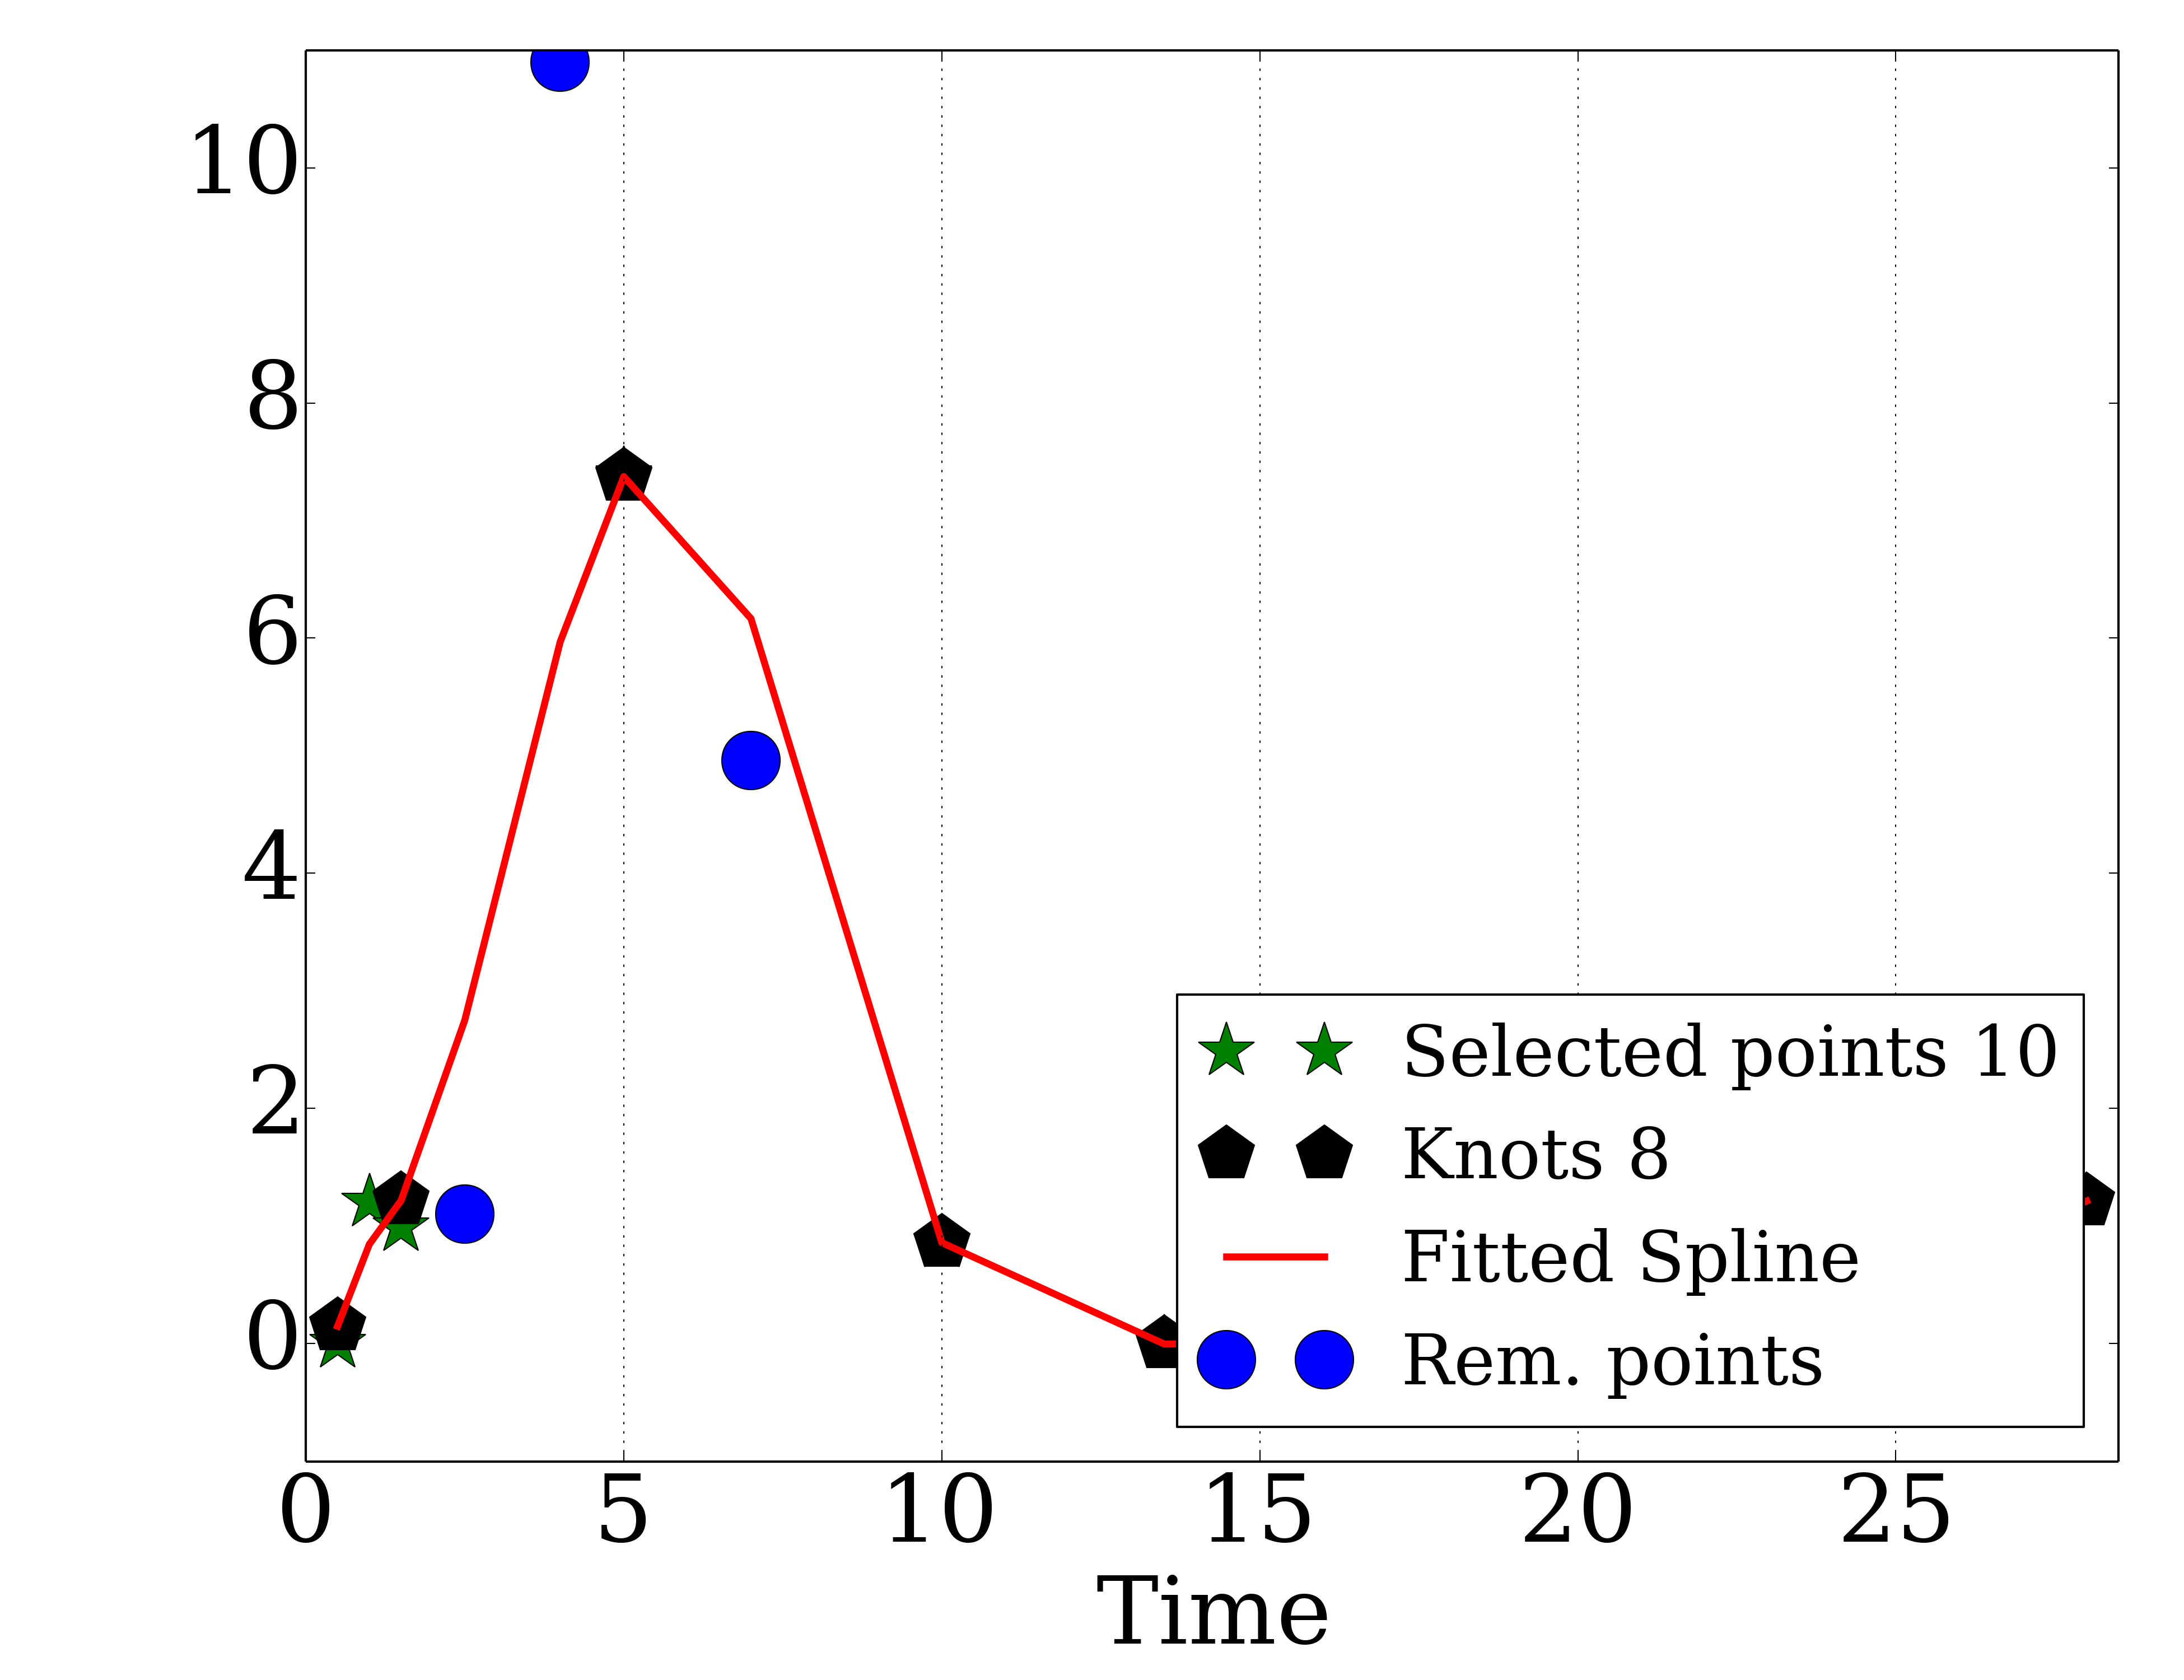 10
8
6
4
2
0
Selected points 10
Knots 8
Fitted Spline
Rem. points
0 5 10 15 20 25
Time